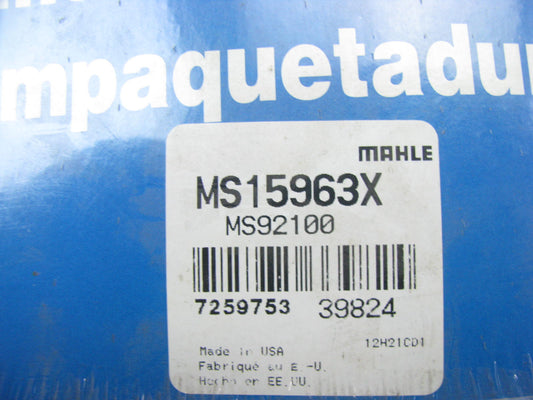 mpaquetadu
MAHLE
MS15963X
MS92100
7259753 39824
12H21CD1
Made in USA
Fabriqué au É.-U.
Hecho en EE.UU.